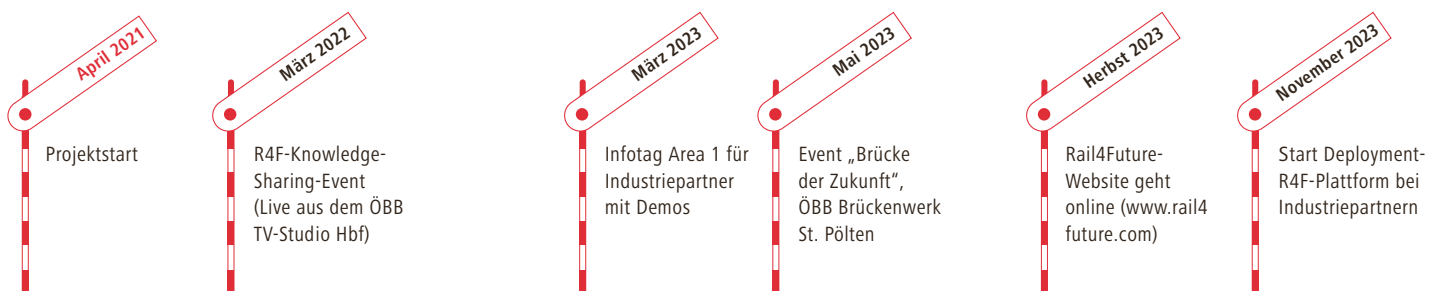 April 2021
Projektstart
März 2022
R4F-Knowledge-
Sharing-Event
(Live aus dem ÖBB
TV-Studio Hbf)
März 2023
Infotag Area 1 für
Industriepartner
mit Demos
Mai 2023
Event „Brücke
der Zukunft“,
ÖBB Brückenwerk
St. Pölten
Herbst 2023
Rail4Future-
Website geht
online (www.rail4
future.com)
November 2023
Start Deployment-
R4F-Plattform bei
Industriepartnern